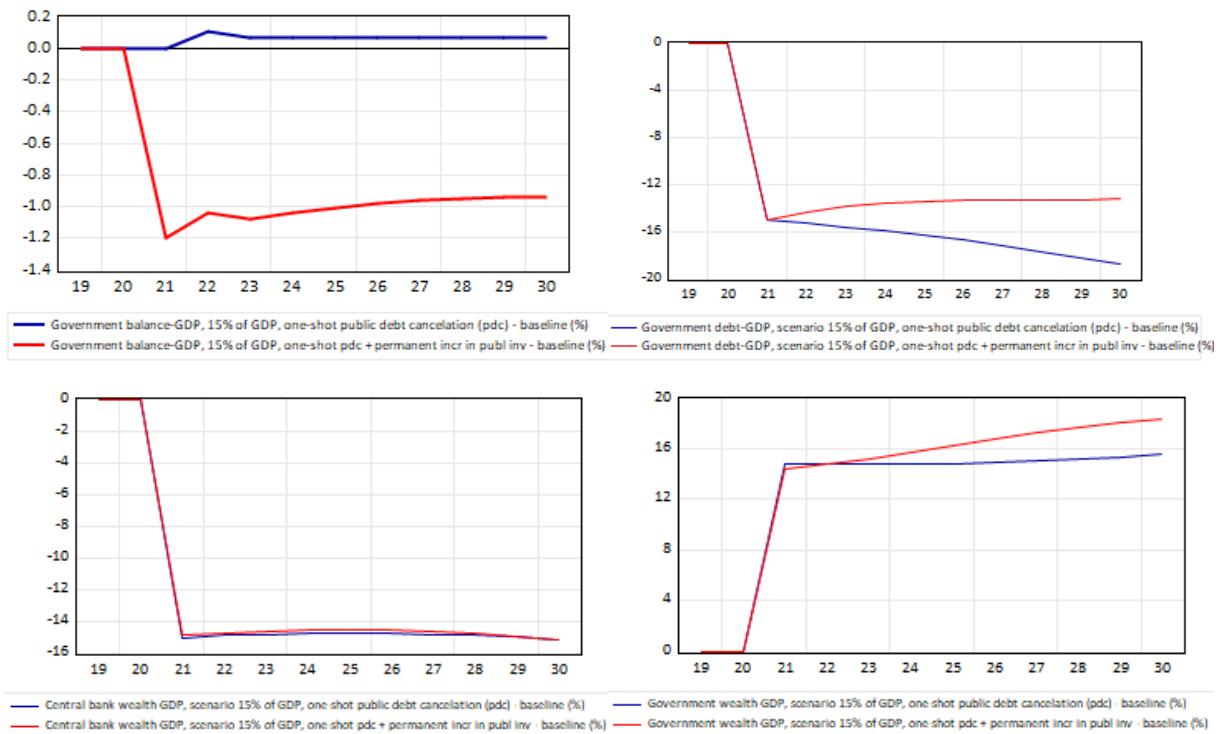 0.2
0.0
-0.2
-0.4
-0.6
-0.8
-1.0
-1.2
-1.4
19 20 21 22 23 24 25 26 27 28 29 30
Government balance-GDP, 15% of GDP, one-shot public debt cancelation (pdc) - baseline (%)
Government balance-GDP, 15% of GDP, one-shot pdc + permanent incr in publ inv - baseline (%)
0
-4
-8
-12
-16
-20
19 20 21 22 23 24 25 26 27 28 29 30
Government debt-GDP, scenario 15% of GDP, one-shot public debt cancelation (pdc) - baseline (%)
Government debt-GDP, scenario 15% of GDP, one-shot pdc + permanent incr in publ inv - baseline (%)
0
-2
-4
-6
-8
-10
-12
-14
-16
19 20 21 22 23 24 25 26 27 28 29 30
Central bank wealth GDP, scenario 15% of GDP, one shot public debt cancelation (pdc) - baseline (%)
Central bank wealth GDP, scenario 15% of GDP, one shot pdc + permanent incr in publ inv - baseline (%)
20
16
12
8
4
0
19 20 21 22 23 24 25 26 27 28 29 30
Government wealth GDP, scenario 15% of GDP, one shot public debt cancelation (pdc) - baseline (%)
Government wealth GDP, scenario 15% of GDP, one shot pdc + permanent incr in publ inv - baseline (%)